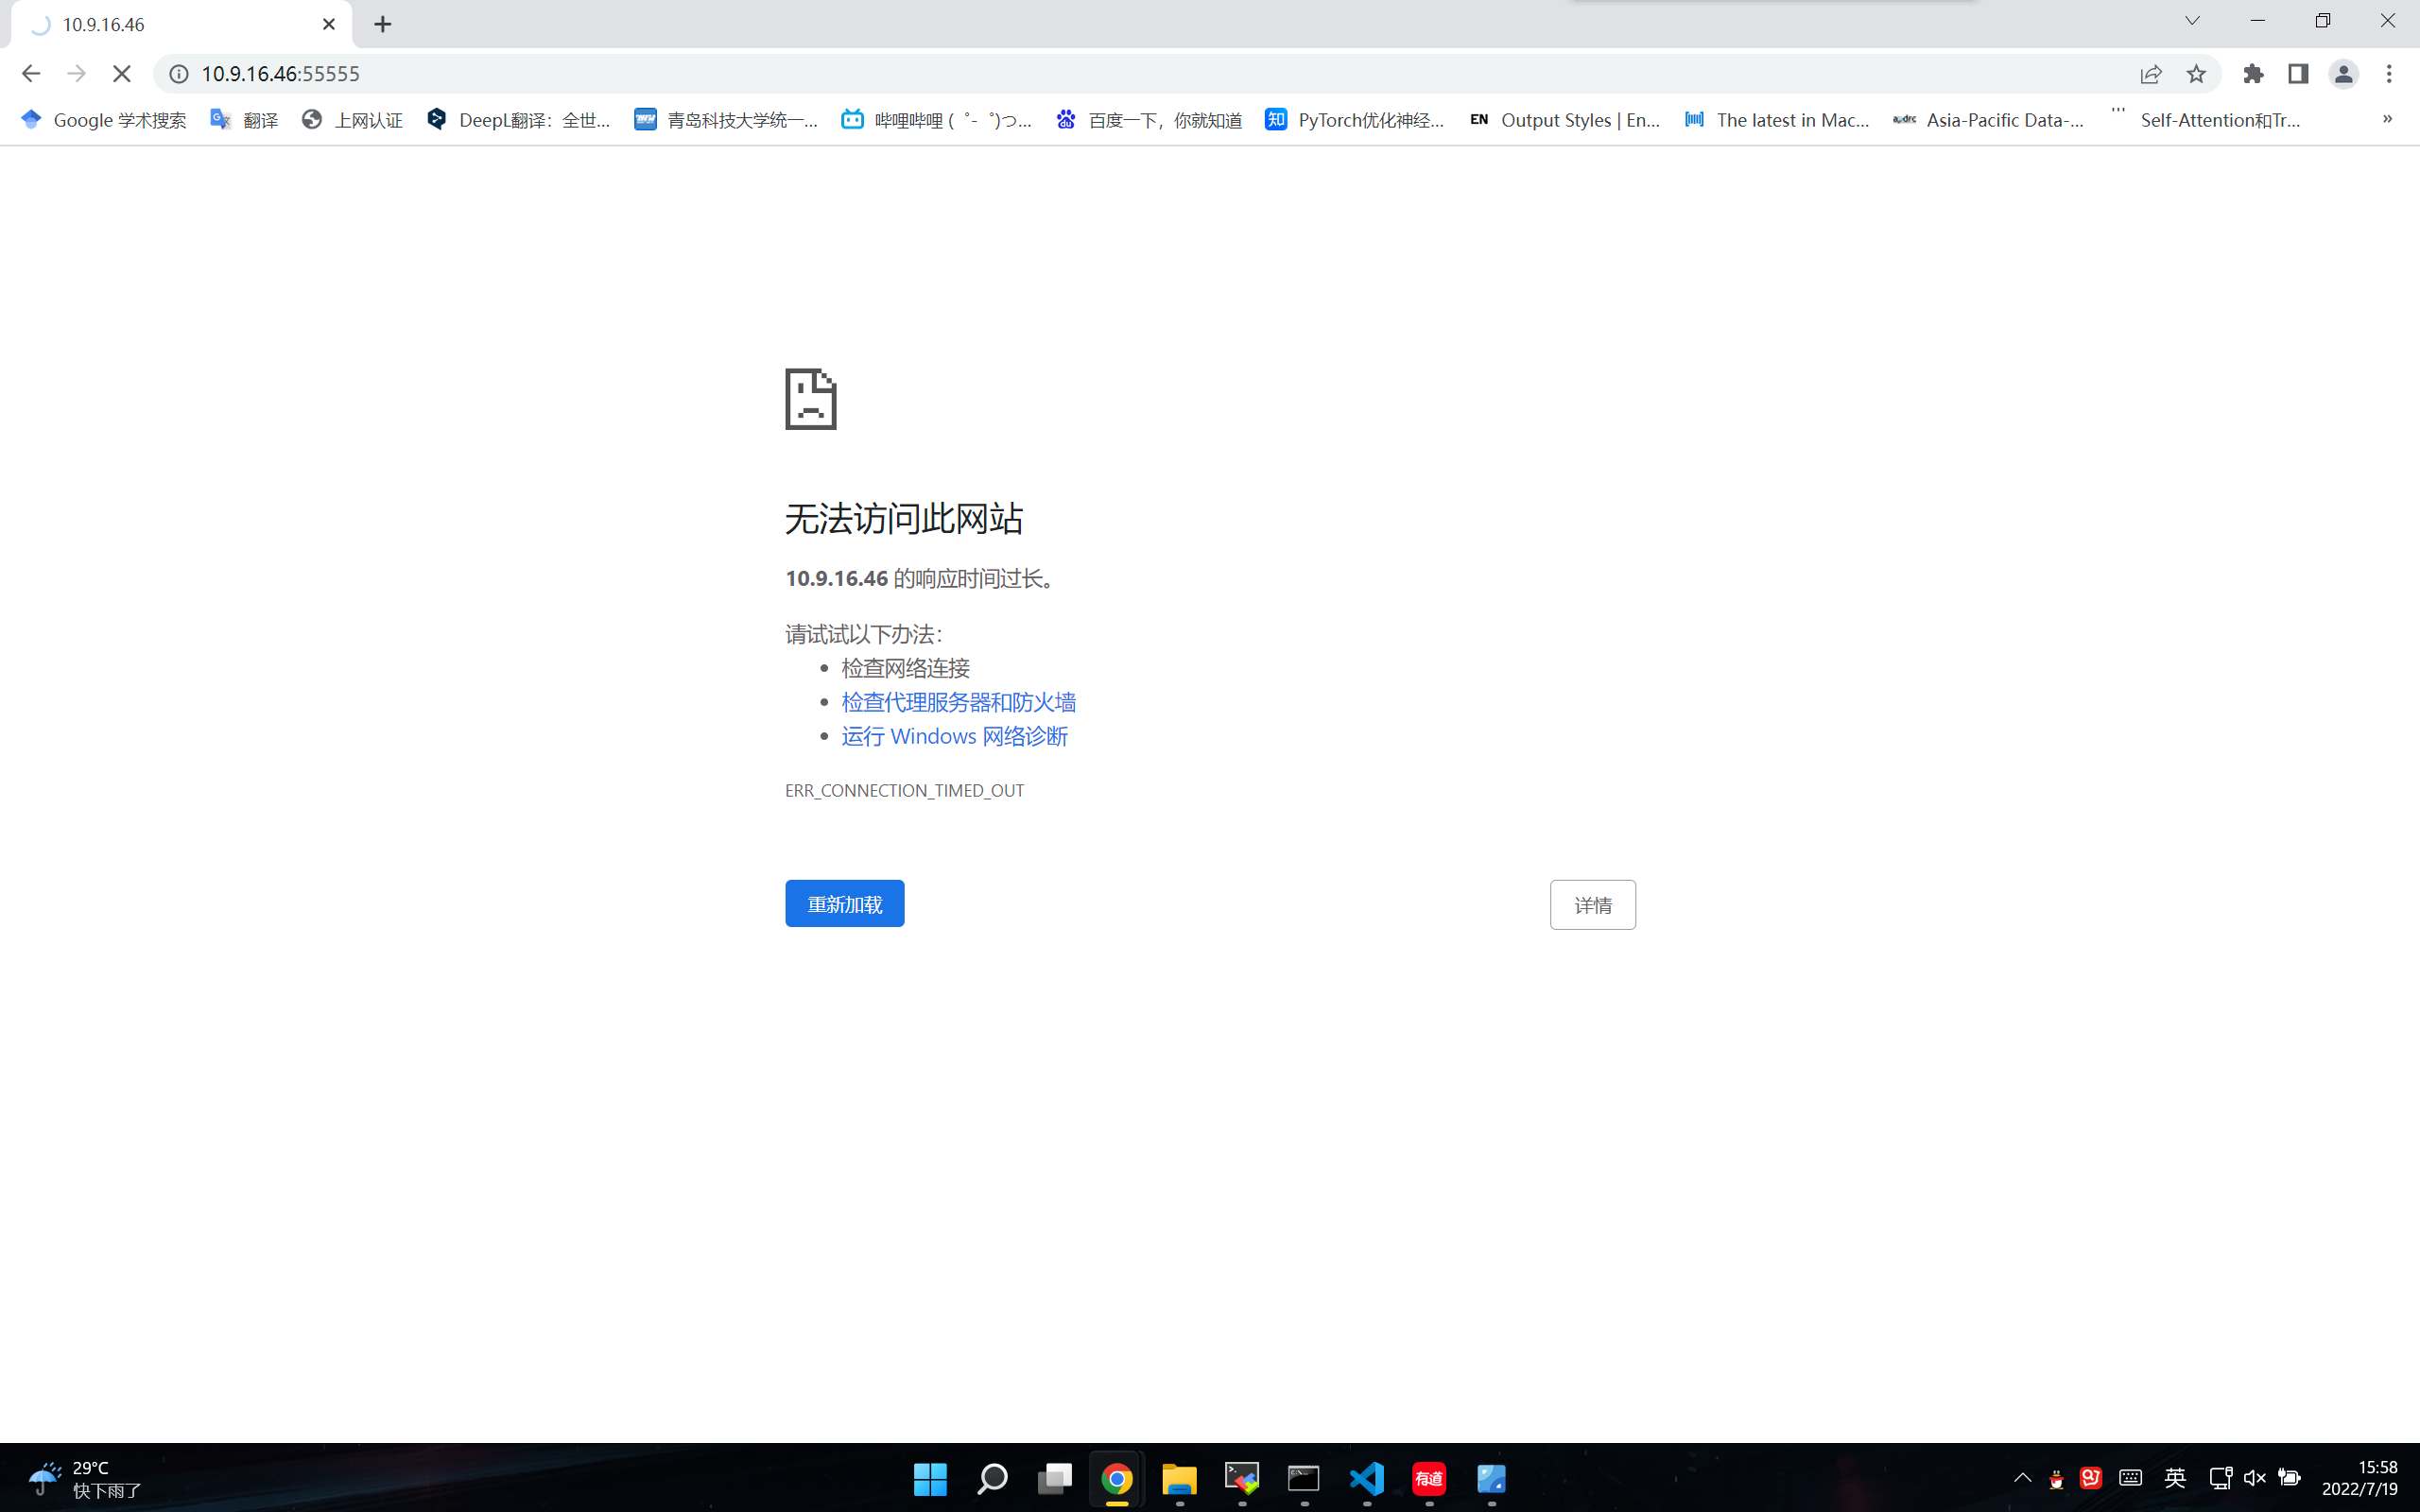 10.9.16.46
10.9.16.46:55555
Google 学术搜索 翻译 上网认证 DeepL翻译：全世... 青岛科技大学统一... 哔哩哔哩 (゜-゜)つ... 百度一下，你就知道 知 PyTorch优化神经... EN Output Styles | En... The latest in Mac... apdrc Asia-Pacific Data-... Self-Attention和Tr... »
无法访问此网站
10.9.16.46 的响应时间过长。
请试试以下办法：
• 检查网络连接
• 检查代理服务器和防火墙
• 运行 Windows 网络诊断
ERR_CONNECTION_TIMED_OUT
重新加载 详情
29°C
快下雨了
有道
英
15:58
2022/7/19